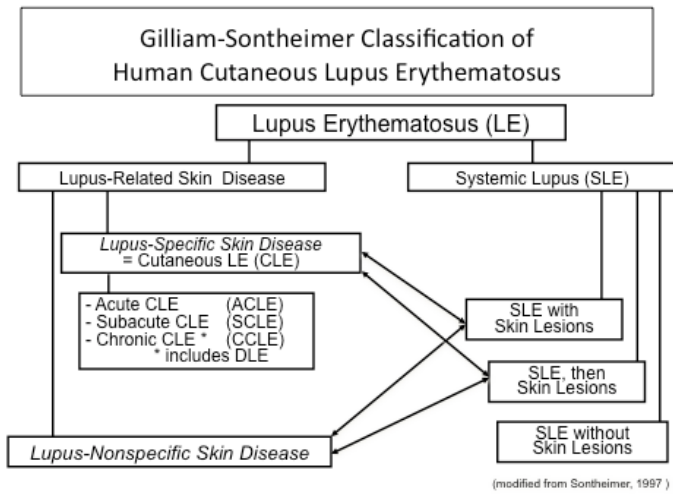 Gilliam-Sontheimer Classification of
Human Cutaneous Lupus Erythematosus
Lupus Erythematosus (LE)
Lupus-Related Skin Disease
Systemic Lupus (SLE)
Lupus-Specific Skin Disease
= Cutaneous LE (CLE)
- Acute CLE (ACLE)
- Subacute CLE (SCLE)
- Chronic CLE * (CCLE)
* includes DLE
SLE with
Skin Lesions
SLE, then
Skin Lesions
SLE without
Skin Lesions
Lupus-Nonspecific Skin Disease
(modified from Sontheimer, 1997 )